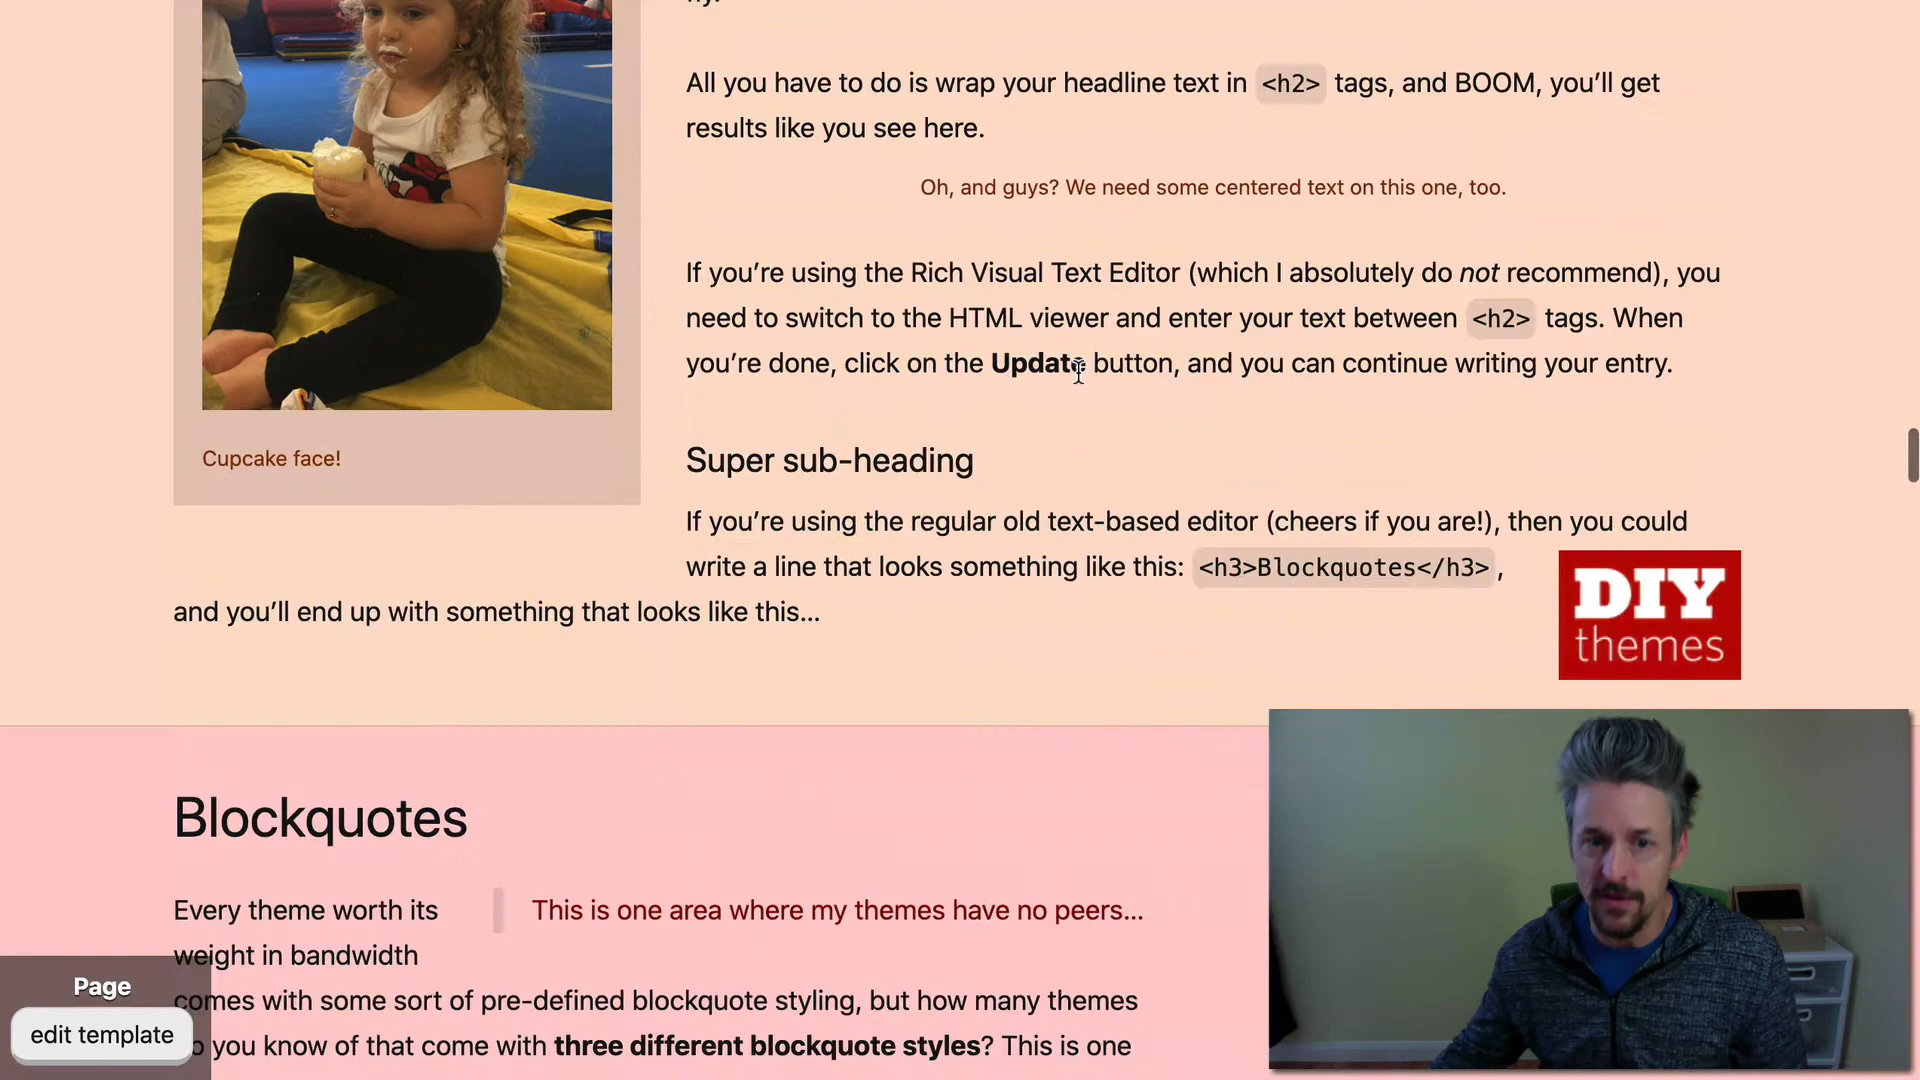 All you have to do is wrap your headline text in <h2> tags, and BOOM, you’ll get
results like you see here.
Oh, and guys? We need some centered text on this one, too.
If you’re using the Rich Visual Text Editor (which I absolutely do not recommend), you
need to switch to the HTML viewer and enter your text between <h2> tags. When
you’re done, click on the Update button, and you can continue writing your entry.
Cupcake face!
Super sub-heading
If you’re using the regular old text-based editor (cheers if you are!), then you could
write a line that looks something like this: <h3>Blockquotes</h3>,
and you’ll end up with something that looks like this…
DIY
themes
Blockquotes
Every theme worth its
weight in bandwidth
This is one area where my themes have no peers…
comes with some sort of pre-defined blockquote styling, but how many themes
you know of that come with three different blockquote styles? This is one
Page
edit template